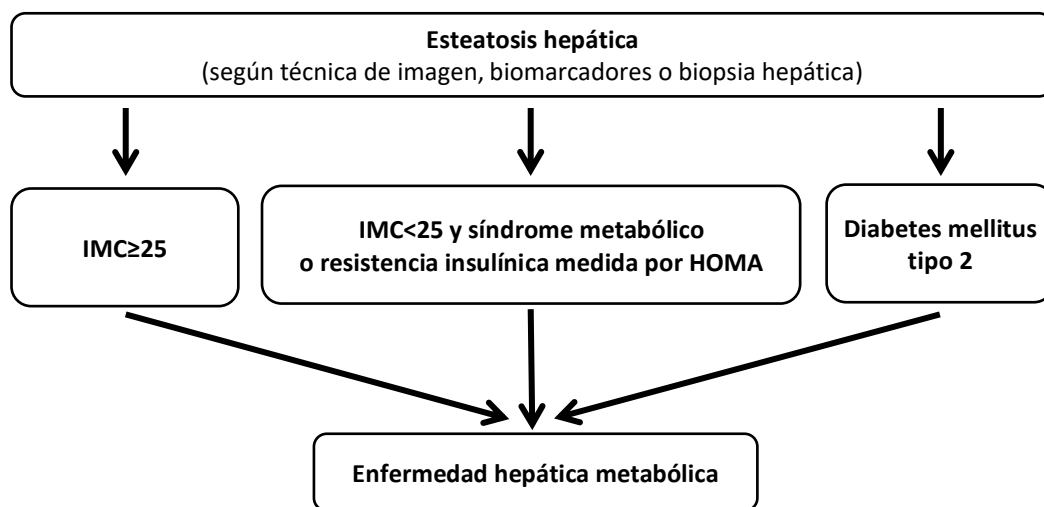 Esteatosis hepática
(según técnica de imagen, biomarcadores o biopsia hepática)
IMC≥25
IMC<25 y síndrome metabólico
o resistencia insulínica medida por HOMA
Diabetes mellitus
tipo 2
Enfermedad hepática metabólica